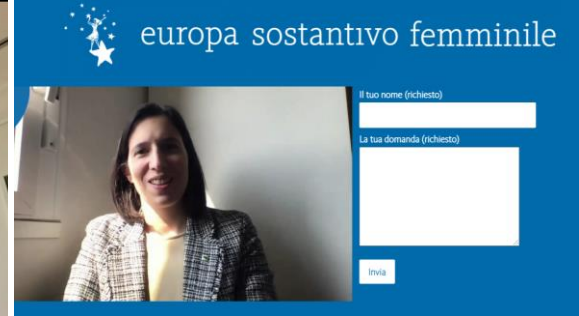 europa sostantivo femminile
Il tuo nome (richiesto)
La tua domanda (richiesto)
Invia